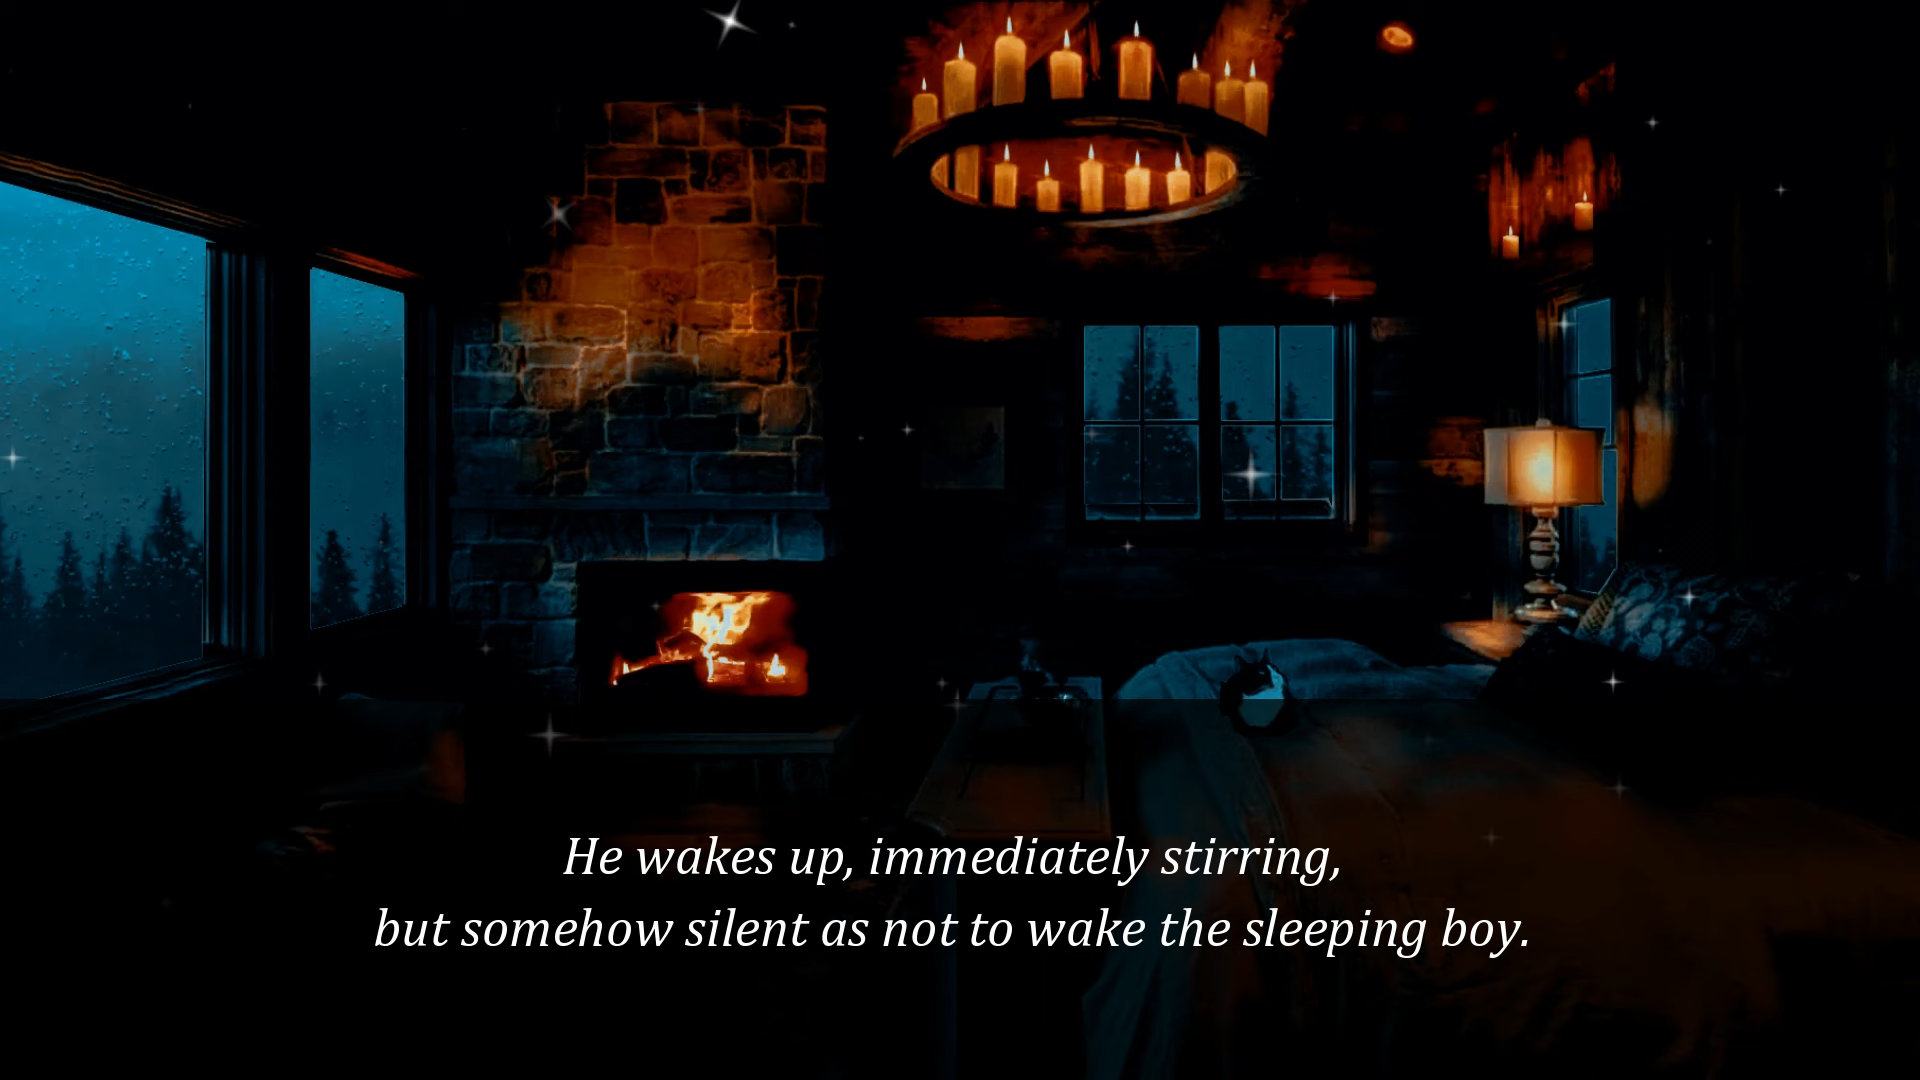 He wakes up, immediately stirring,
but somehow silent as not to wake the sleeping boy.